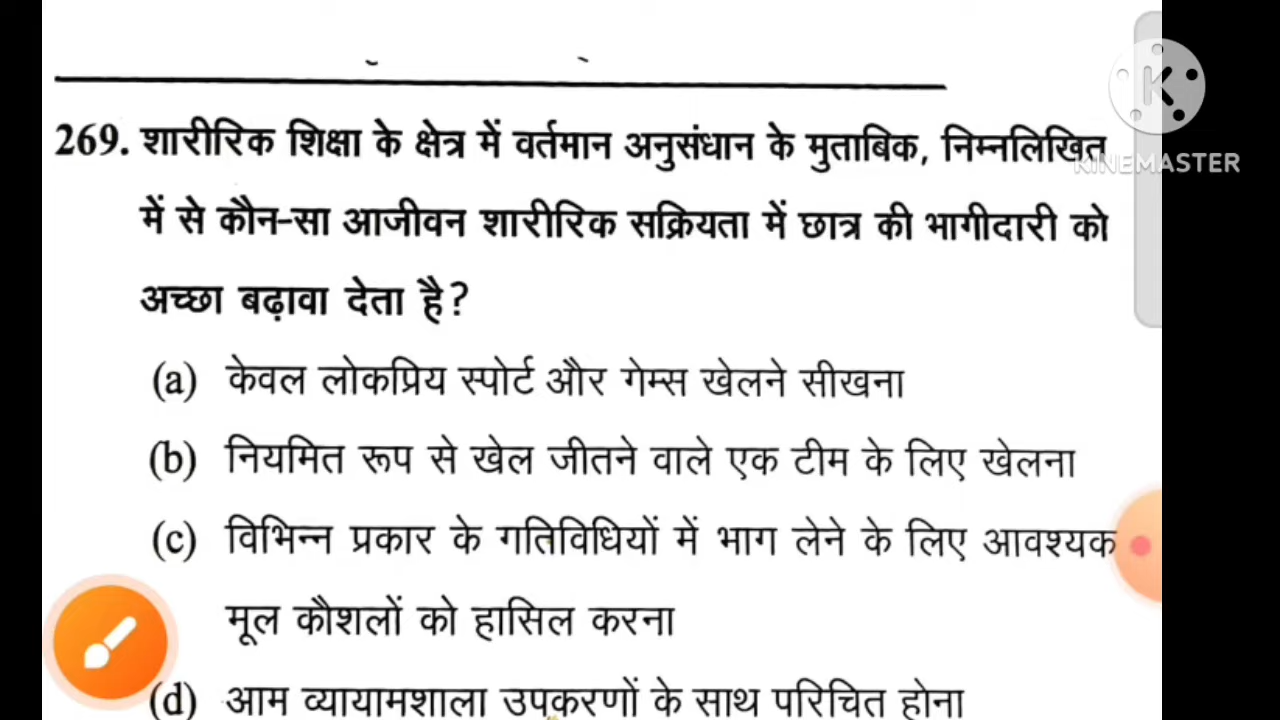 269. शारीरिक शिक्षा के क्षेत्र में वर्तमान अनुसंधान के मुताबिक, निम्नलिखित
में से कौन-सा आजीवन शारीरिक सक्रियता में छात्र की भागीदारी को
अच्छा बढ़ावा देता है?
(a) केवल लोकप्रिय स्पोर्ट और गेम्स खेलने सीखना
(b) नियमित रूप से खेल जीतने वाले एक टीम के लिए खेलना
(c) विभिन्न प्रकार के गतिविधियों में भाग लेने के लिए आवश्यक
मूल कौशलों को हासिल करना
(d) आम व्यायामशाला उपकरणों के साथ परिचित होना
K
KINEMASTER